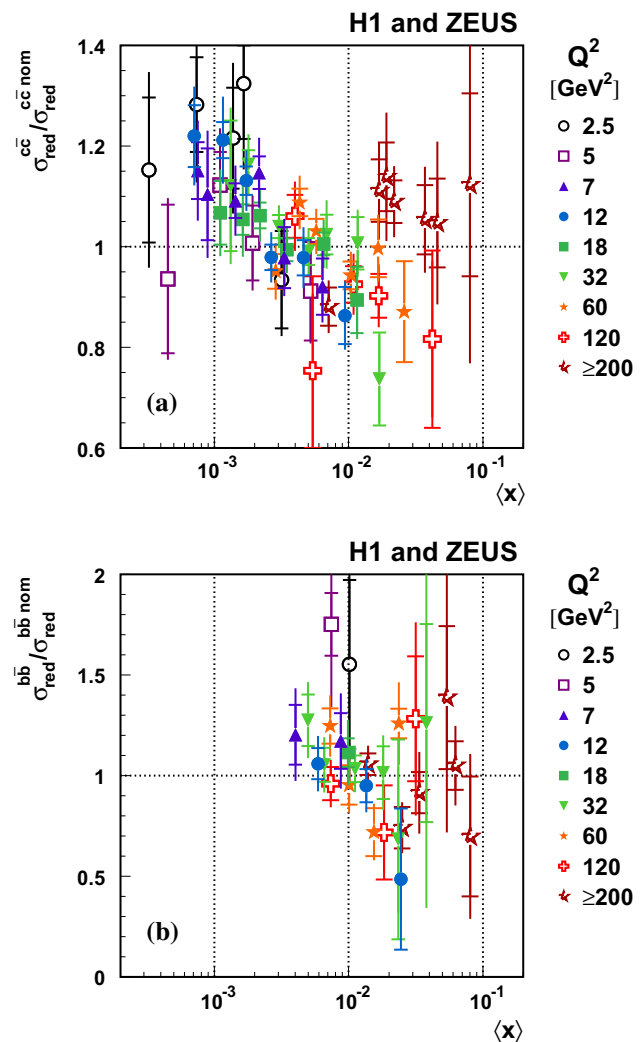 H1 and ZEUS
σ_red^{cc̄}/σ_red^{cc̄ nom}
1.4
1.2
1
0.8
0.6
(a)
10⁻³
10⁻²
10⁻¹
⟨x⟩
Q²
[GeV²]
2.5
5
7
12
18
32
60
120
≥200
H1 and ZEUS
σ_red^{bb̄}/σ_red^{bb̄ nom}
2
1.5
1
0.5
0
(b)
10⁻³
10⁻²
10⁻¹
⟨x⟩
Q²
[GeV²]
2.5
5
7
12
18
32
60
120
≥200